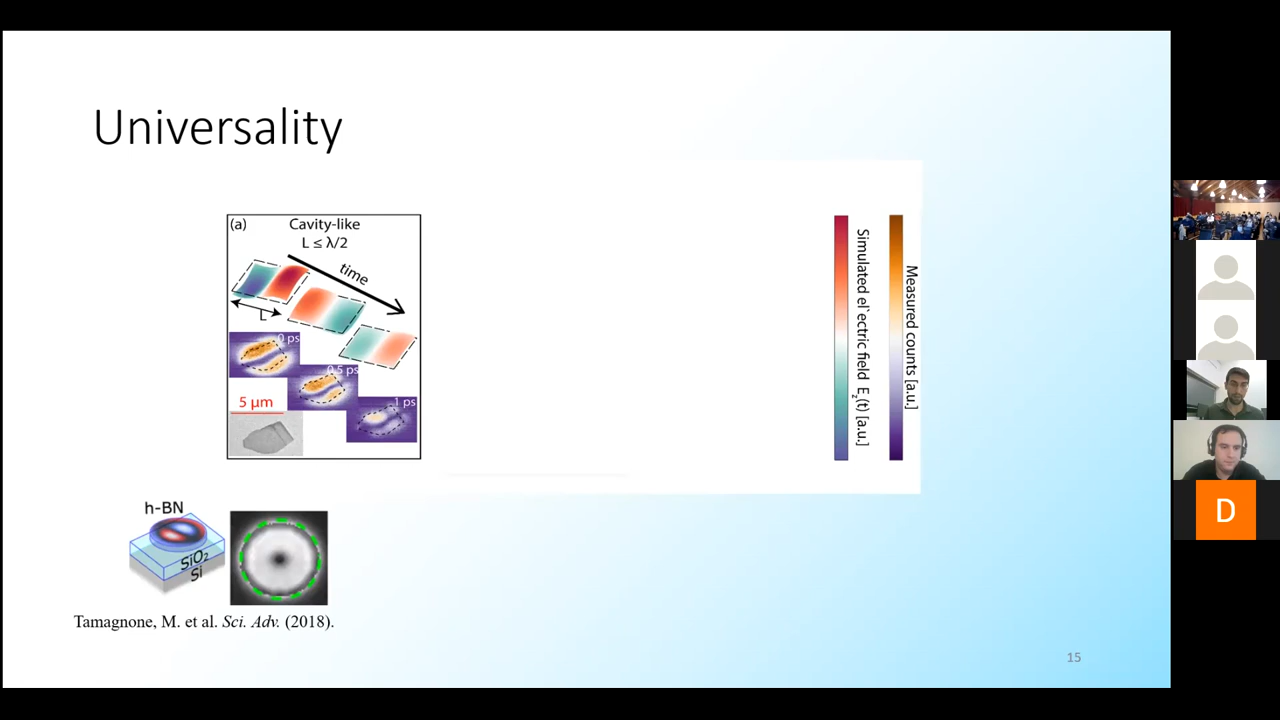 Universality
(a)
Cavity-like
L ≤ λ/2
time
L
0 ps
0.5 ps
1 ps
5 μm
Simulated el`ectric field E_z(t) [a.u.]
Measured counts [a.u.]
h-BN
SiO₂
Si
Tamagnone, M. et al. Sci. Adv. (2018).
15
D